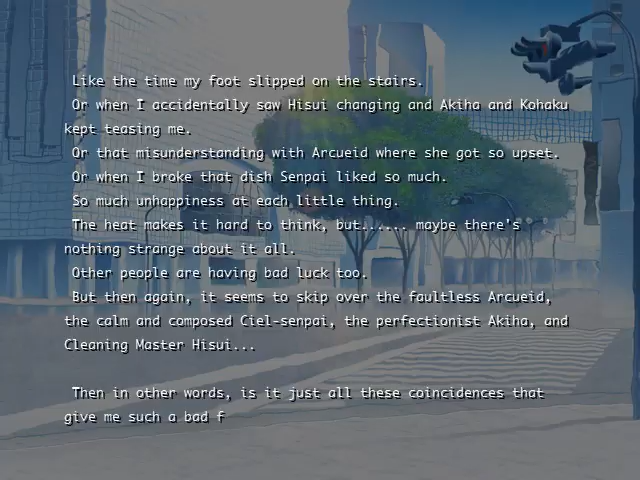 Like the time my foot slipped on the stairs.
Or when I accidentally saw Hisui changing and Akiha and Kohaku
kept teasing me.
Or that misunderstanding with Arcueid where she got so upset.
Or when I broke that dish Senpai liked so much.
So much unhappiness at each little thing.
The heat makes it hard to think, but...... maybe there's
nothing strange about it all.
Other people are having bad luck too.
But then again, it seems to skip over the faultless Arcueid,
the calm and composed Ciel-senpai, the perfectionist Akiha, and
Cleaning Master Hisui...
Then in other words, is it just all these coincidences that
give me such a bad f